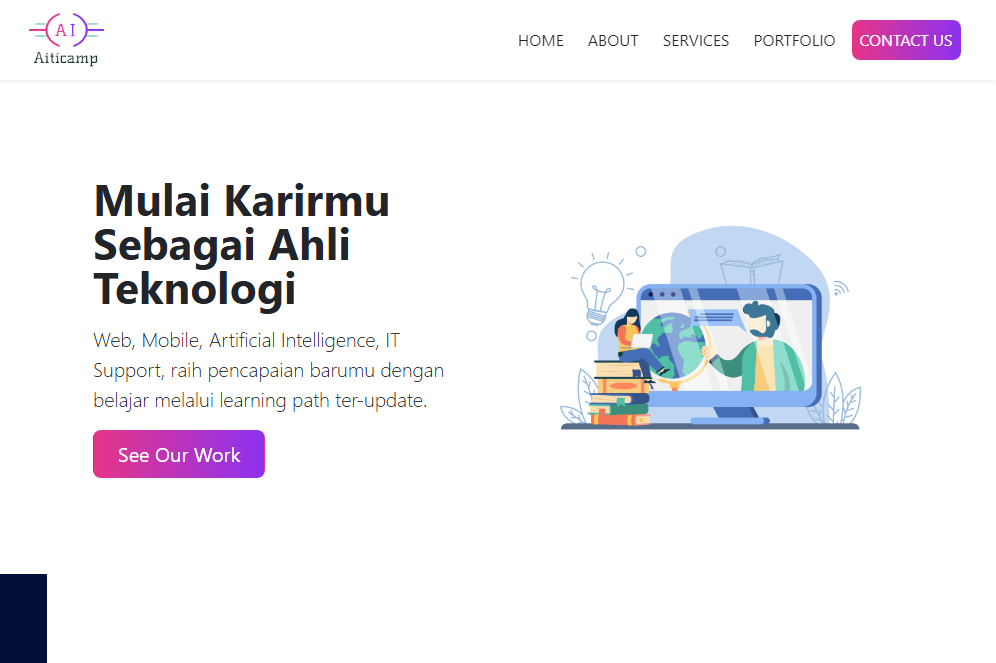 AI
Aiticamp
HOME ABOUT SERVICES PORTFOLIO CONTACT US
Mulai Karirmu
Sebagai Ahli
Teknologi
Web, Mobile, Artificial Intelligence, IT
Support, raih pencapaian barumu dengan
belajar melalui learning path ter-update.
See Our Work